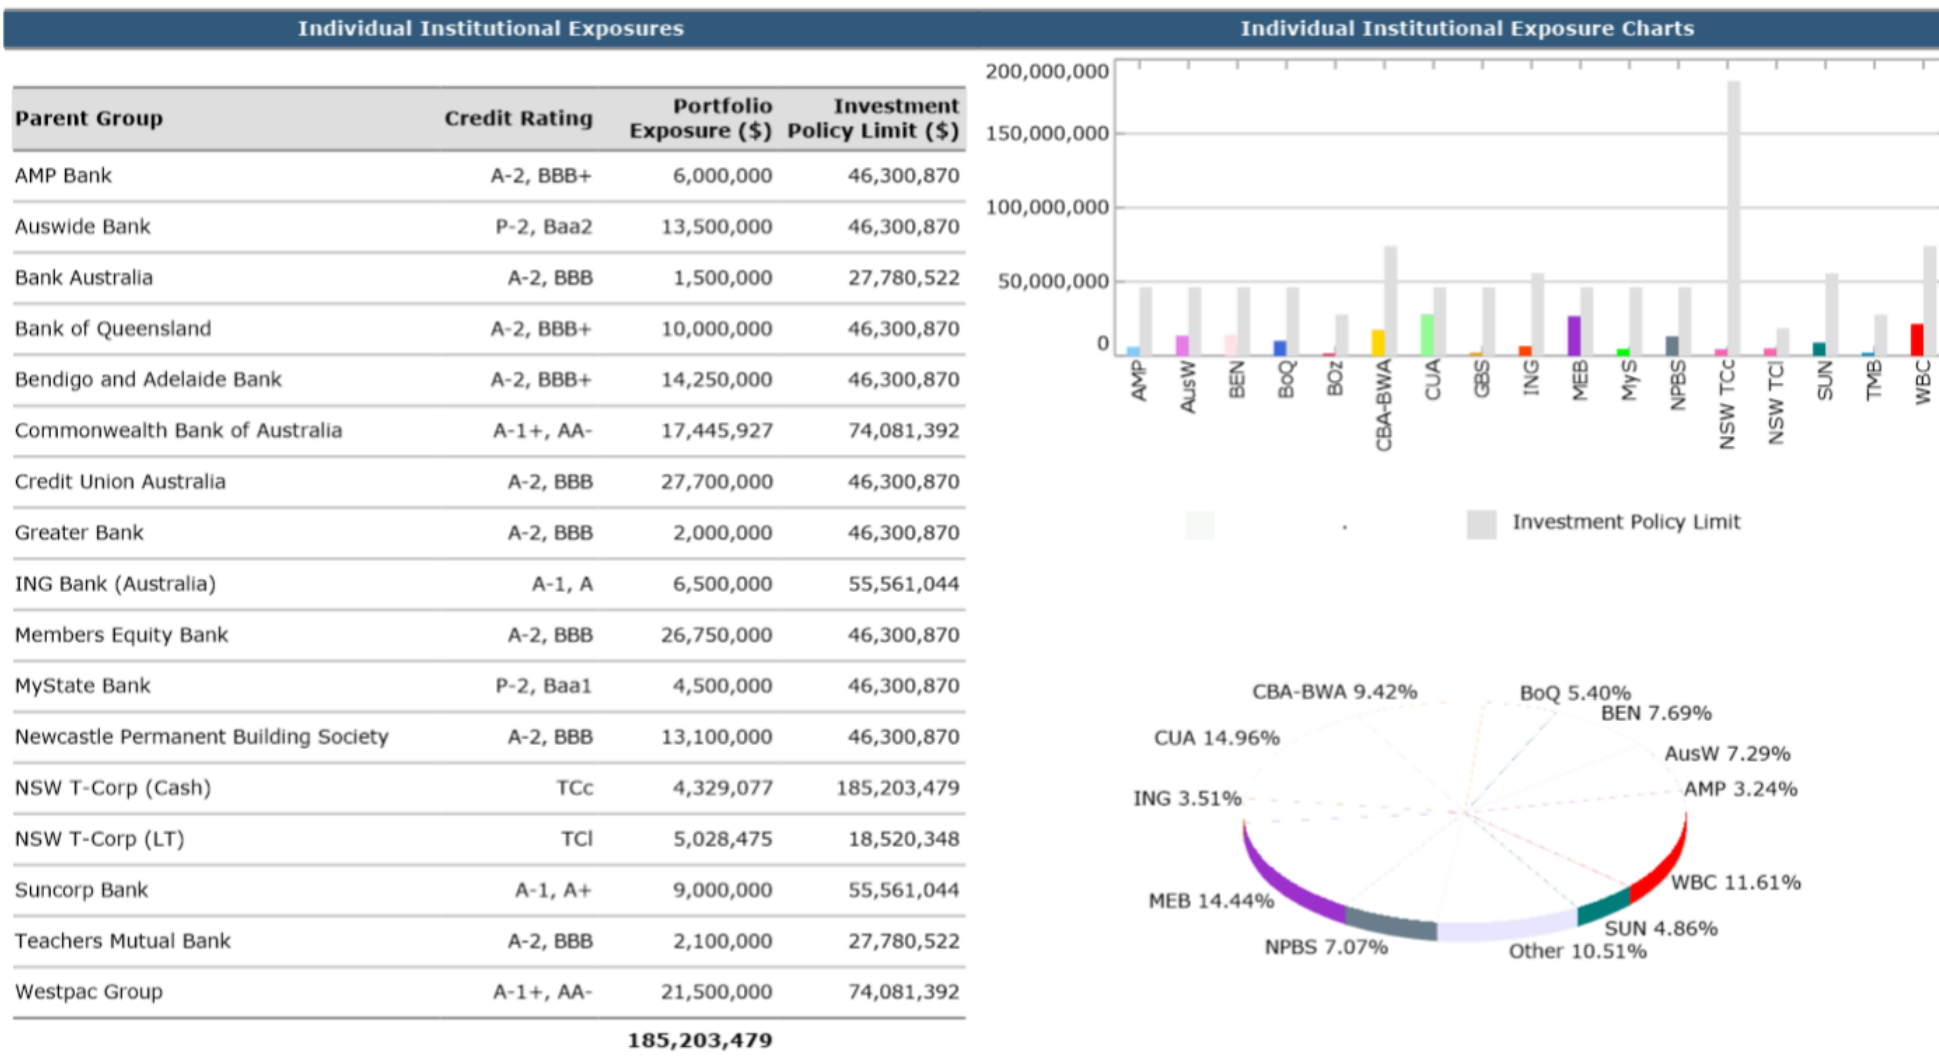 Individual Institutional Exposures
Parent Group Credit Rating Portfolio Exposure ($) Investment Policy Limit ($)
AMP Bank A-2, BBB+ 6,000,000 46,300,870
Auswide Bank P-2, Baa2 13,500,000 46,300,870
Bank Australia A-2, BBB 1,500,000 27,780,522
Bank of Queensland A-2, BBB+ 10,000,000 46,300,870
Bendigo and Adelaide Bank A-2, BBB+ 14,250,000 46,300,870
Commonwealth Bank of Australia A-1+, AA- 17,445,927 74,081,392
Credit Union Australia A-2, BBB 27,700,000 46,300,870
Greater Bank A-2, BBB 2,000,000 46,300,870
ING Bank (Australia) A-1, A 6,500,000 55,561,044
Members Equity Bank A-2, BBB 26,750,000 46,300,870
MyState Bank P-2, Baa1 4,500,000 46,300,870
Newcastle Permanent Building Society A-2, BBB 13,100,000 46,300,870
NSW T-Corp (Cash) TCc 4,329,077 185,203,479
NSW T-Corp (LT) TCl 5,028,475 18,520,348
Suncorp Bank A-1, A+ 9,000,000 55,561,044
Teachers Mutual Bank A-2, BBB 2,100,000 27,780,522
Westpac Group A-1+, AA- 21,500,000 74,081,392
185,203,479
Individual Institutional Exposure Charts
200,000,000
150,000,000
100,000,000
50,000,000
0
AMP
AusW
BEN
BoQ
BOz
CBA-BWA
CUA
GBS
ING
MEB
MyS
NPBS
NSW TCc
NSW TCl
SUN
TMB
WBC
Investment Policy Limit
CBA-BWA 9.42%
BoQ 5.40%
BEN 7.69%
CUA 14.96%
AusW 7.29%
AMP 3.24%
ING 3.51%
WBC 11.61%
MEB 14.44%
SUN 4.86%
NPBS 7.07%
Other 10.51%